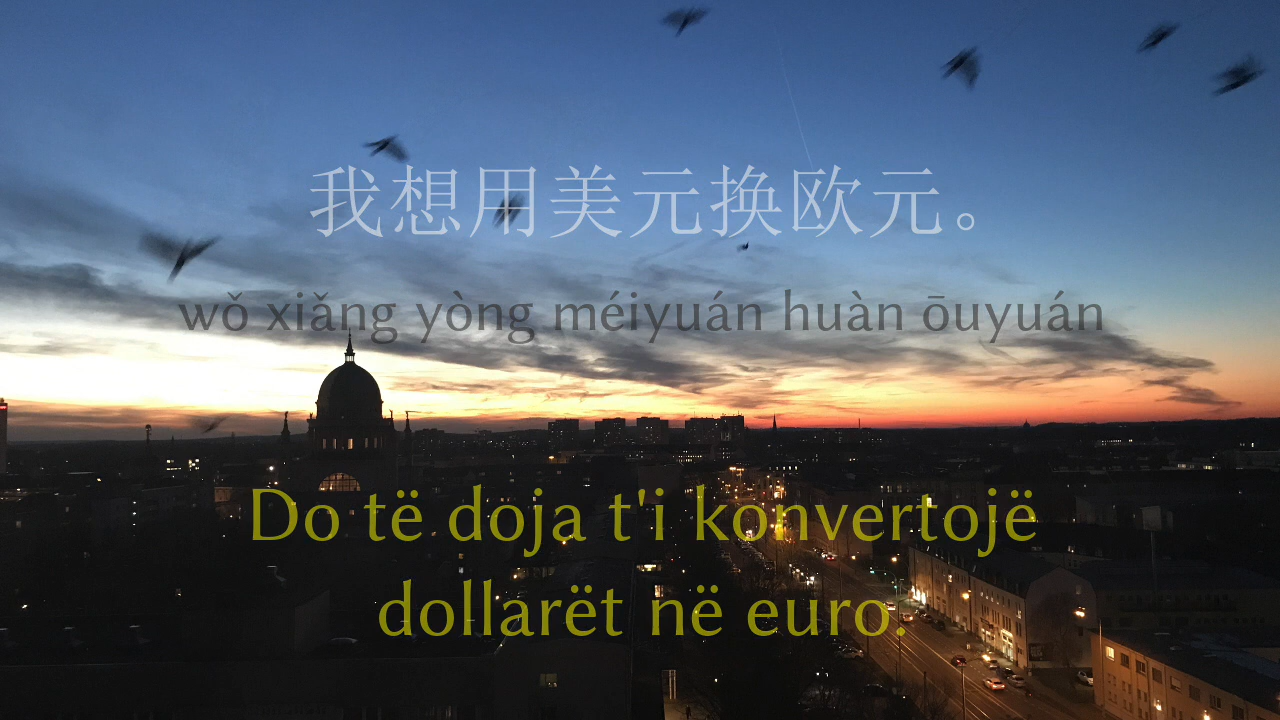 我想用美元换欧元。
wǒ xiǎng yòng méiyuán huàn ōuyuán
Do të doja t'i konvertojë
dollarët në euro.